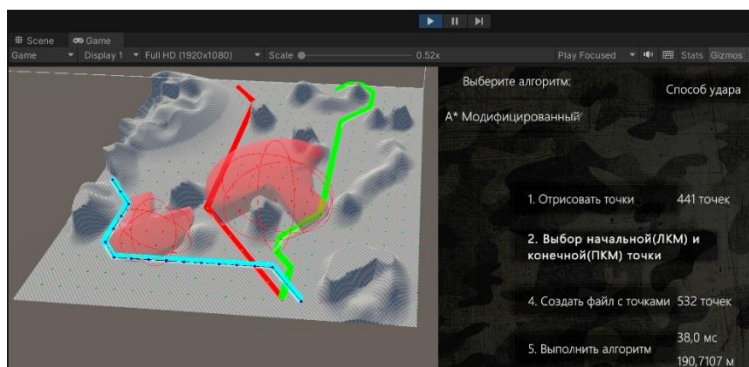 Scene Game
Game Display 1 Full HD (1920x1080) Scale 0.52x Play Focused Stats Gizmos
Выберите алгоритм:
Способ удара
А* Модифицированный
1. Отрисовать точки 441 точек
2. Выбор начальной(ЛКМ) и
конечной(ПКМ) точки
4. Создать файл с точками 532 точек
38,0 мс
5. Выполнить алгоритм
190,7107 м